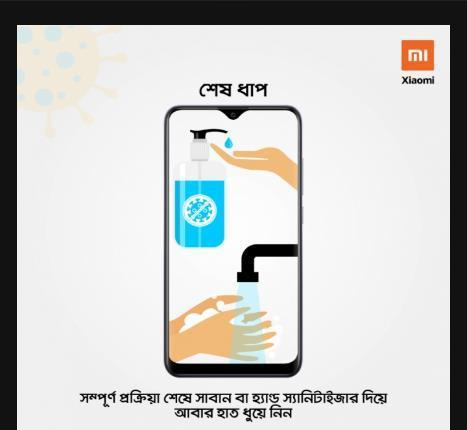 mi
Xiaomi
শেষ ধাপ
সম্পূর্ণ প্রক্রিয়া শেষে সাবান বা হ্যান্ড স্যানিটাইজার দিয়ে
আবার হাত ধুয়ে নিন